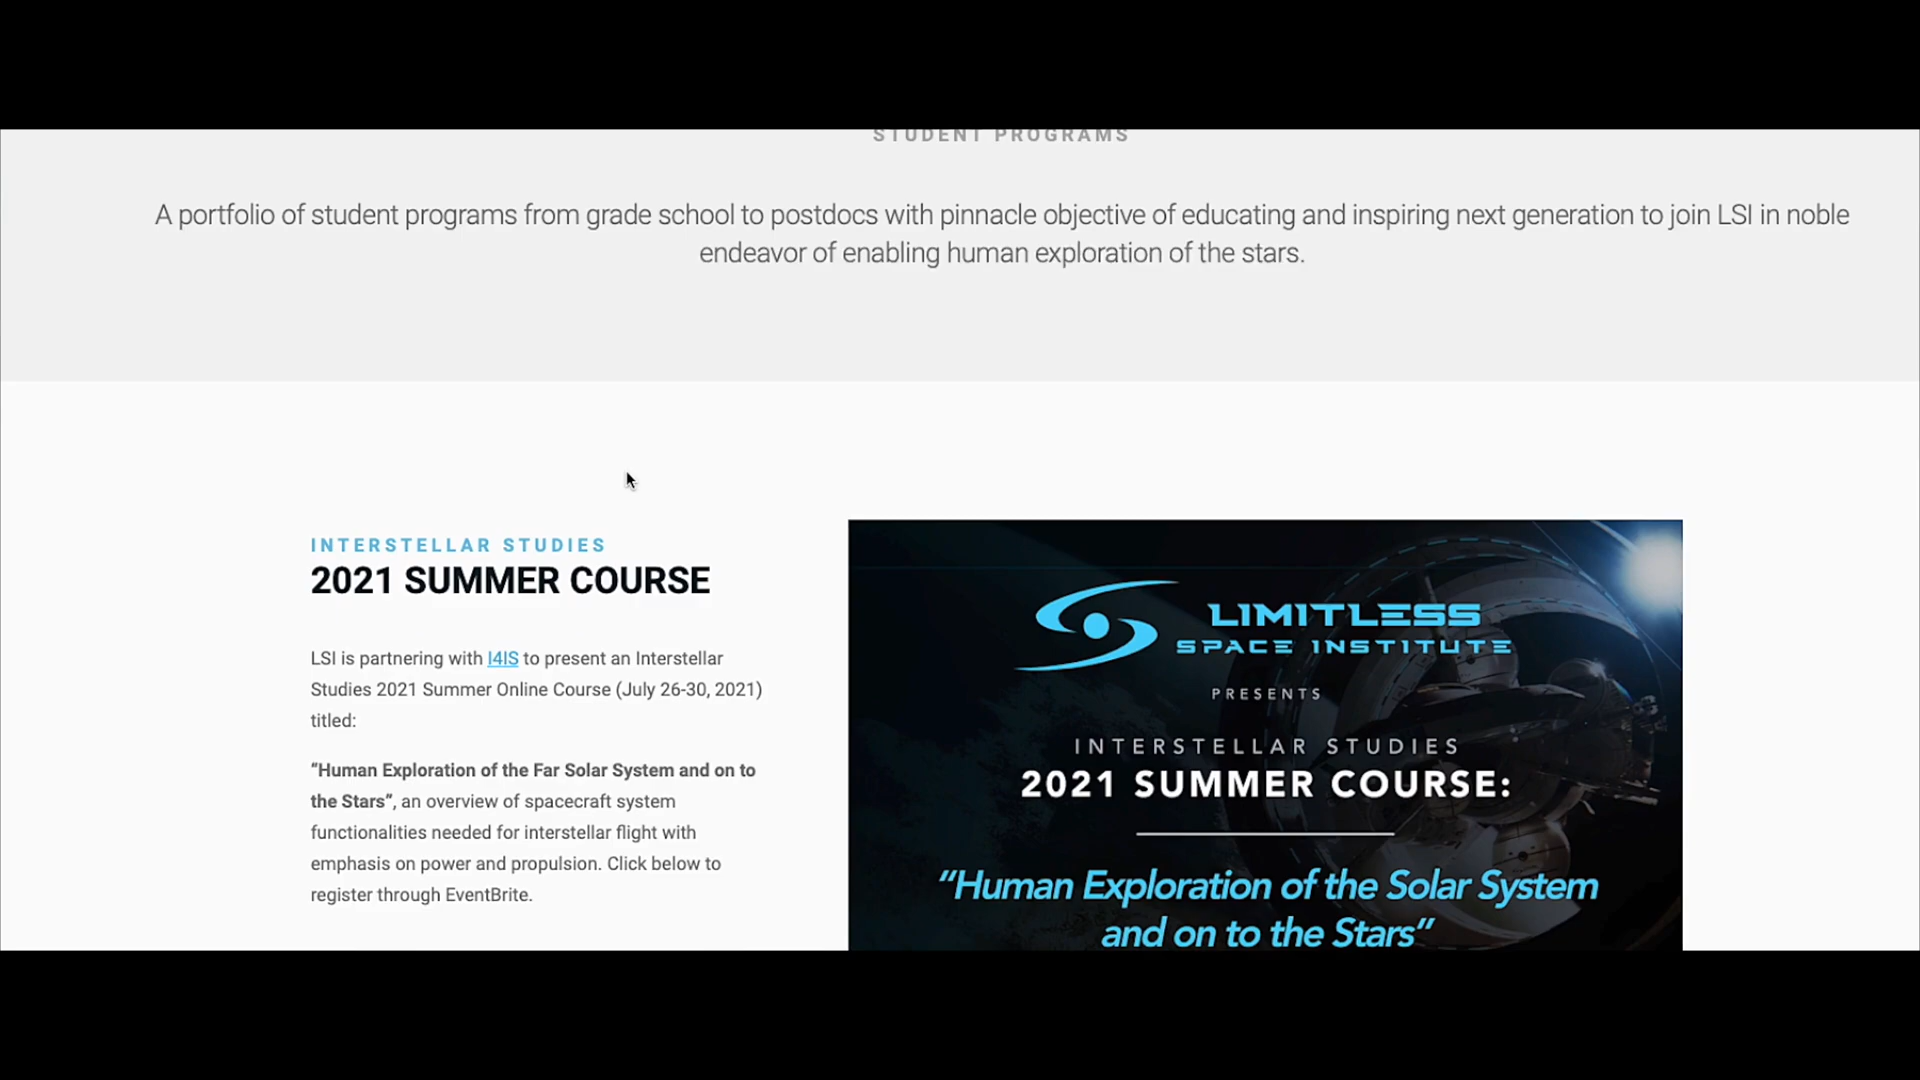 STUDENT PROGRAMS
A portfolio of student programs from grade school to postdocs with pinnacle objective of educating and inspiring next generation to join LSI in noble
endeavor of enabling human exploration of the stars.
INTERSTELLAR STUDIES
2021 SUMMER COURSE
LSI is partnering with I4IS to present an Interstellar
Studies 2021 Summer Online Course (July 26-30, 2021)
titled:
“Human Exploration of the Far Solar System and on to
the Stars”, an overview of spacecraft system
functionalities needed for interstellar flight with
emphasis on power and propulsion. Click below to
register through EventBrite.
LIMITLESS
SPACE INSTITUTE
PRESENTS
INTERSTELLAR STUDIES
2021 SUMMER COURSE:
“Human Exploration of the Solar System
and on to the Stars”